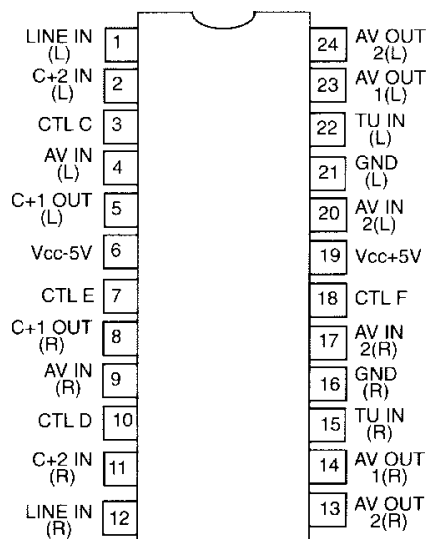 LINE IN
(L)
1
C+2 IN
(L)
2
CTL C
3
AV IN
(L)
4
C+1 OUT
(L)
5
Vcc-5V
6
CTL E
7
C+1 OUT
(R)
8
AV IN
(R)
9
CTL D
10
C+2 IN
(R)
11
LINE IN
(R)
12
24
AV OUT
2(L)
23
AV OUT
1(L)
22
TU IN
(L)
21
GND
(L)
20
AV IN
2(L)
19
Vcc+5V
18
CTL F
17
AV IN
2(R)
16
GND
(R)
15
TU IN
(R)
14
AV OUT
1(R)
13
AV OUT
2(R)